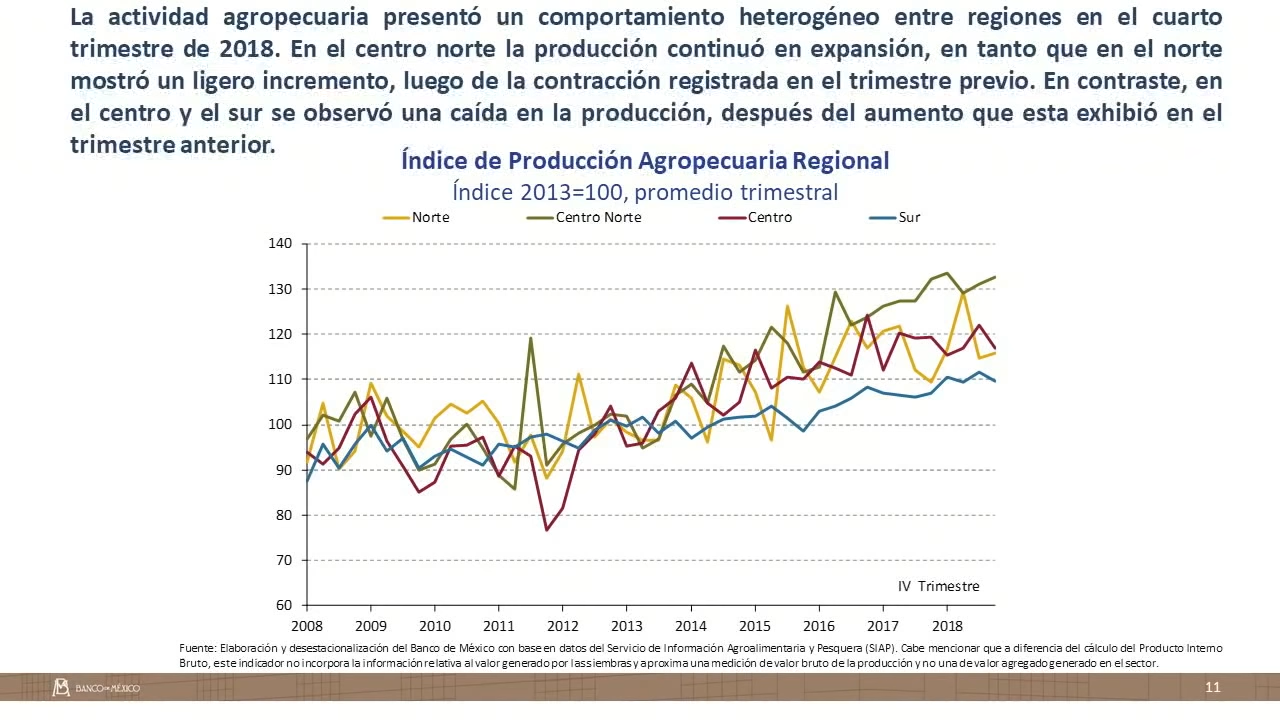 La actividad agropecuaria presentó un comportamiento heterogéneo entre regiones en el cuarto
trimestre de 2018. En el centro norte la producción continuó en expansión, en tanto que en el norte
mostró un ligero incremento, luego de la contracción registrada en el trimestre previo. En contraste, en
el centro y el sur se observó una caída en la producción, después del aumento que esta exhibió en el
trimestre anterior.
Índice de Producción Agropecuaria Regional
Índice 2013=100, promedio trimestral
Norte Centro Norte Centro Sur
140
130
120
110
100
90
80
70
60
IV Trimestre
2008 2009 2010 2011 2012 2013 2014 2015 2016 2017 2018
Fuente: Elaboración y desestacionalización del Banco de México con base en datos del Servicio de Información Agroalimentaria y Pesquera (SIAP). Cabe mencionar que a diferencia del cálculo del Producto Interno
Bruto, este indicador no incorpora la información relativa al valor generado por las siembras y aproxima una medición de valor bruto de la producción y no una de valor agregado generado en el sector.
BANCO DE MÉXICO
11